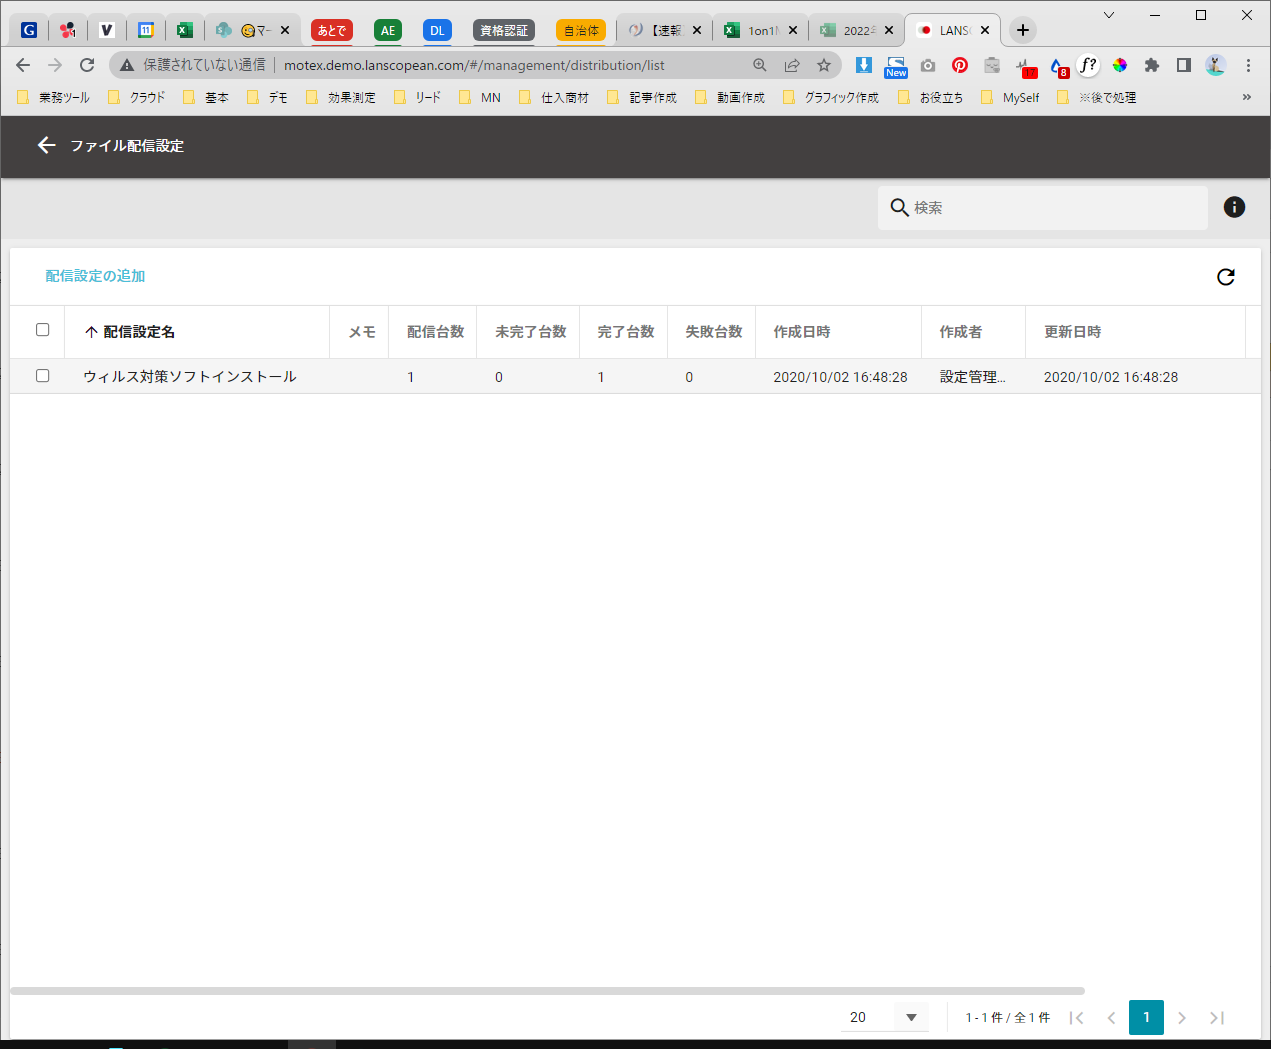 マー
あとで
AE
DL
資格認証
自治体
【速報
1on1
2022
LANSC
保護されていない通信
motex.demo.lanscopean.com/#/management/distribution/list
New
17
8
f?
業務ツール
クラウド
基本
デモ
効果測定
リード
MN
仕入商材
記事作成
動画作成
グラフィック作成
お役立ち
MySelf
※後で処理
»
ファイル配信設定
検索
配信設定の追加
配信設定名 メモ 配信台数 未完了台数 完了台数 失敗台数 作成日時 作成者 更新日時
ウィルス対策ソフトインストール 1 0 1 0 2020/10/02 16:48:28 設定管理... 2020/10/02 16:48:28
20 1 - 1 件 / 全 1 件 1